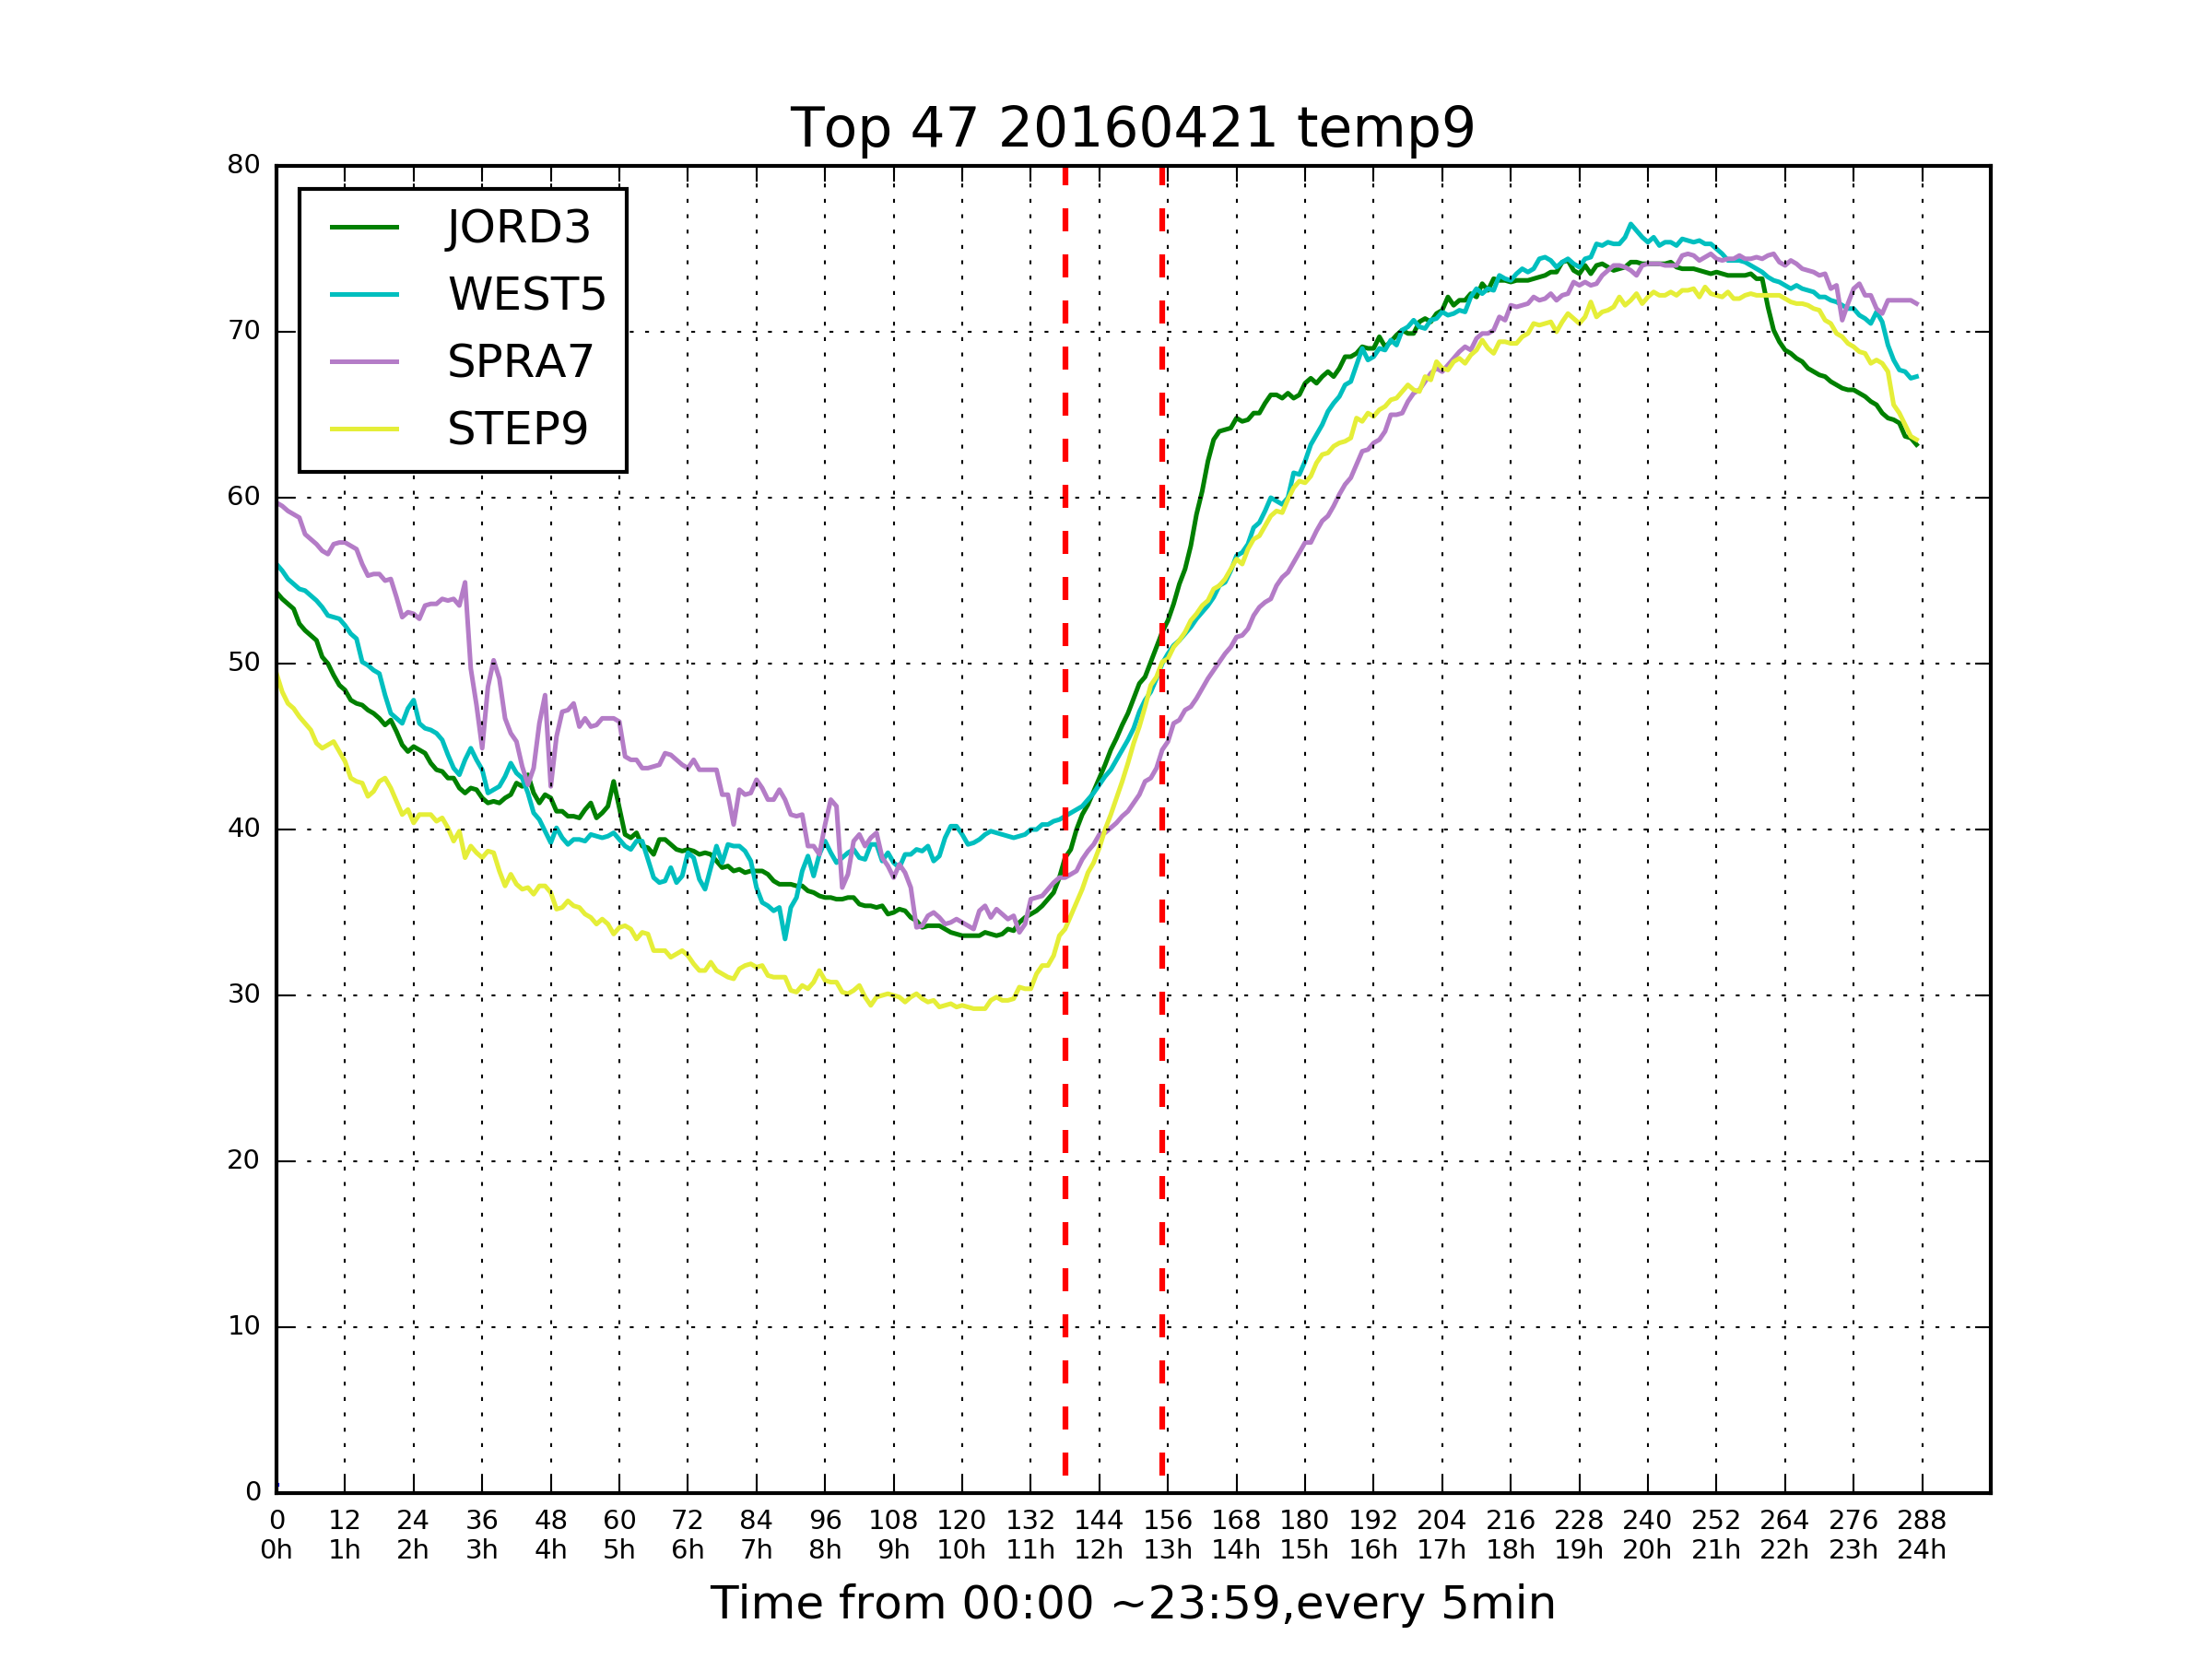 Top 47 20160421 temp9
80
70
60
50
40
30
20
10
0
JORD3
WEST5
SPRA7
STEP9
0 12 24 36 48 60 72 84 96 108 120 132 144 156 168 180 192 204 216 228 240 252 264 276 288
0h 1h 2h 3h 4h 5h 6h 7h 8h 9h 10h 11h 12h 13h 14h 15h 16h 17h 18h 19h 20h 21h 22h 23h 24h
Time from 00:00 ~23:59,every 5min